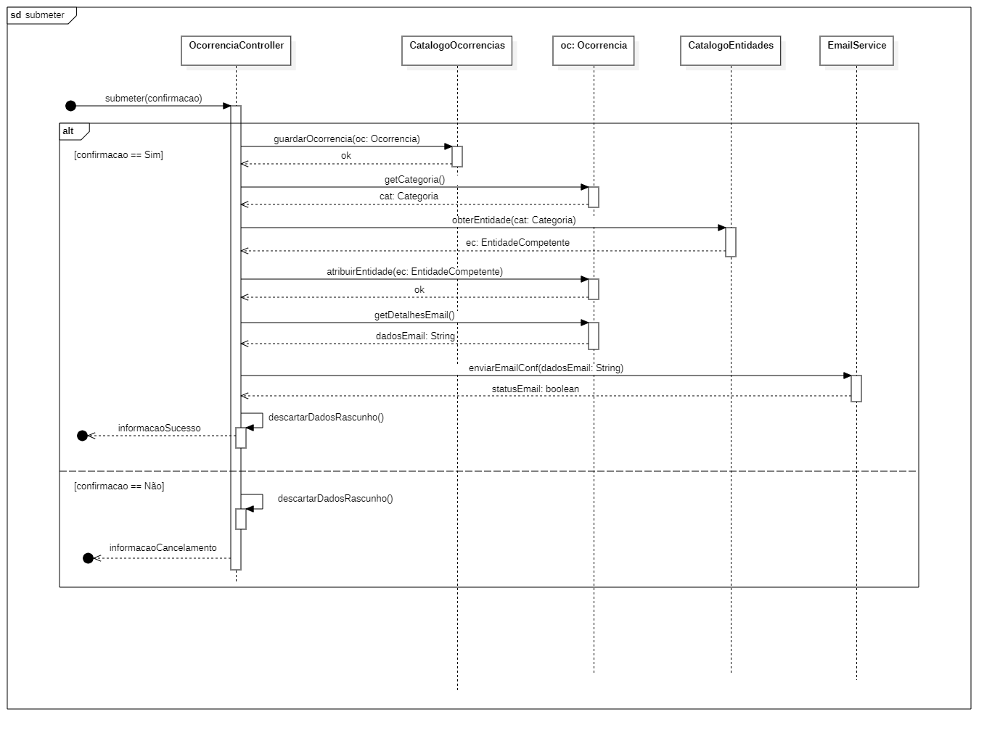 sd submeter
OcorrenciaController
CatalogoOcorrencias
oc: Ocorrencia
CatalogoEntidades
EmailService
submeter(confirmacao)
alt
guardarOcorrencia(oc: Ocorrencia)
[confirmacao == Sim]
ok
getCategoria()
cat: Categoria
obterEntidade(cat: Categoria)
ec: EntidadeCompetente
atribuirEntidade(ec: EntidadeCompetente)
ok
getDetalhesEmail()
dadosEmail: String
enviarEmailConf(dadosEmail: String)
statusEmail: boolean
descartarDadosRascunho()
informacaoSucesso
[confirmacao == Não]
descartarDadosRascunho()
informacaoCancelamento